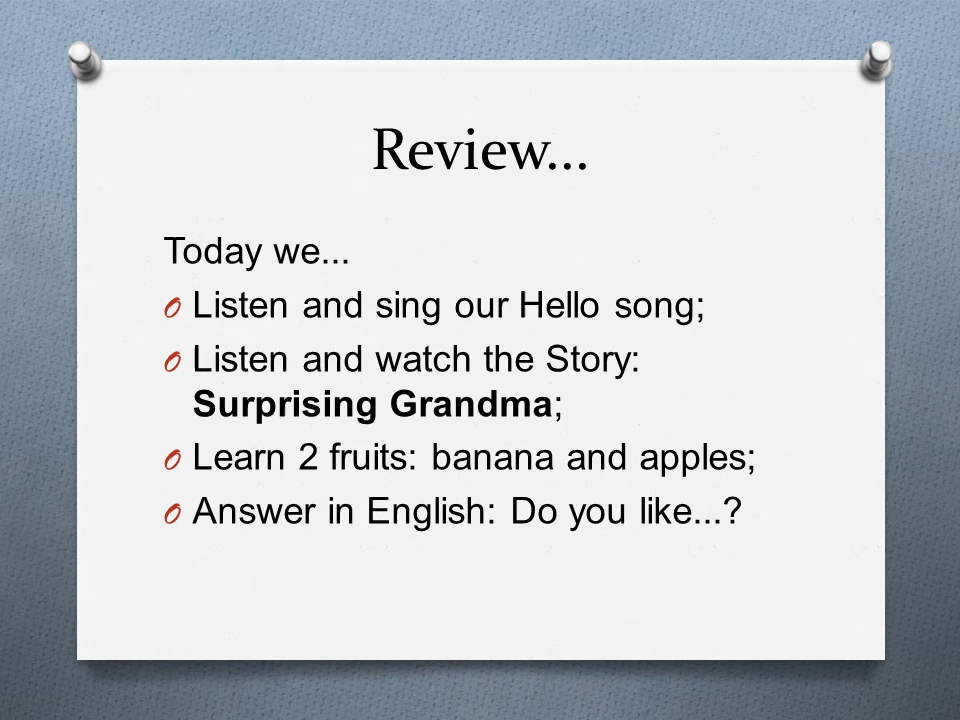 Review...
Today we...
Listen and sing our Hello song;
Listen and watch the Story:
Surprising Grandma;
Learn 2 fruits: banana and apples;
Answer in English: Do you like...?